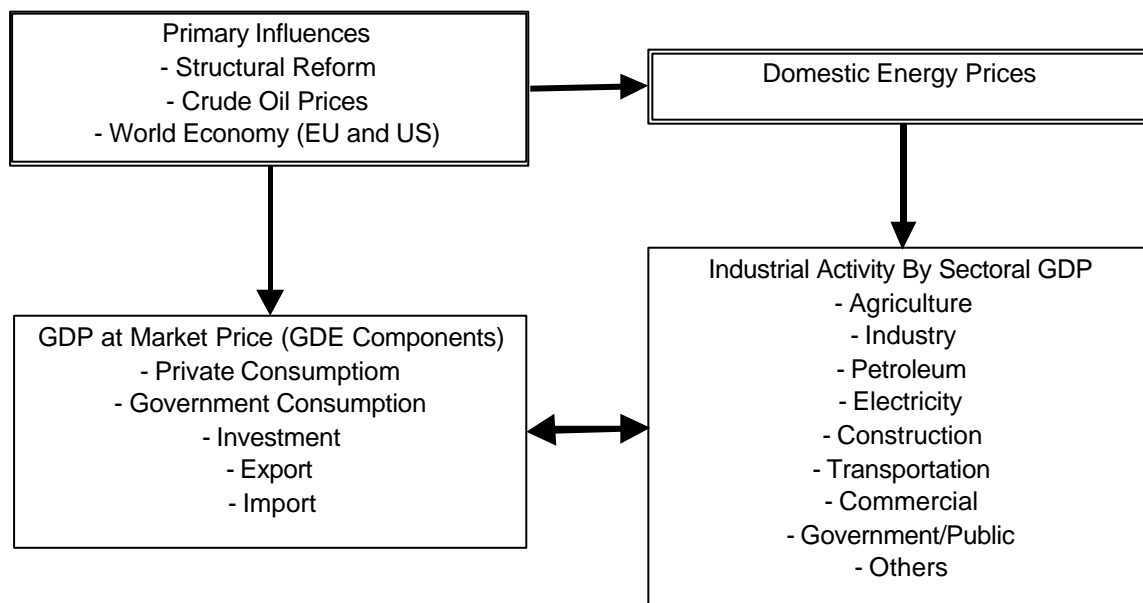 Primary Influences
- Structural Reform
- Crude Oil Prices
- World Economy (EU and US)
Domestic Energy Prices
GDP at Market Price (GDE Components)
- Private Consumptiom
- Government Consumption
- Investment
- Export
- Import
Industrial Activity By Sectoral GDP
- Agriculture
- Industry
- Petroleum
- Electricity
- Construction
- Transportation
- Commercial
- Government/Public
- Others